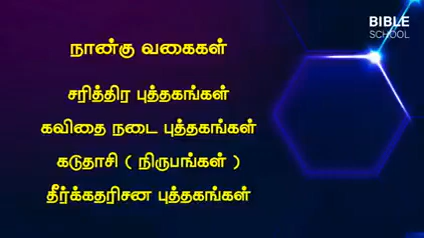 BIBLE
SCHOOL
நான்கு வகைகள்
சரித்திர புத்தகங்கள்
கவிதை நடை புத்தகங்கள்
கடுதாசி ( நிருபங்கள் )
தீர்க்கதரிசன புத்தகங்கள்